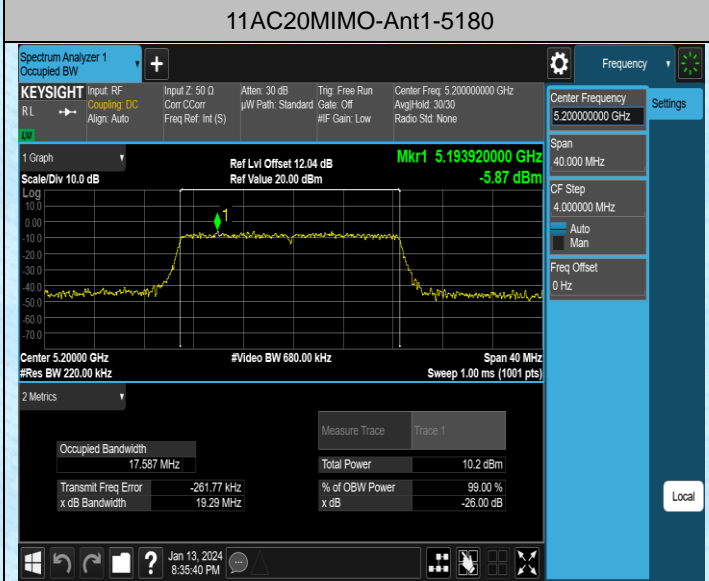 11AC20MIMO-Ant1-5180
Spectrum Analyzer 1
Occupied BW
+
Frequency
KEYSIGHT
RL
LXI
Input: RF
Coupling: DC
Align: Auto
Input Z: 50 Ω
Corr CCorr
Freq Ref: Int (S)
Atten: 30 dB
µW Path: Standard
Trig: Free Run
Gate: Off
#IF Gain: Low
Center Freq: 5.200000000 GHz
Avg|Hold: 30/30
Radio Std: None
Center Frequency
5.200000000 GHz
Settings
Span
40.000 MHz
CF Step
4.000000 MHz
Auto
Man
Freq Offset
0 Hz
1 Graph
Scale/Div 10.0 dB
Ref Lvl Offset 12.04 dB
Ref Value 20.00 dBm
Mkr1 5.193920000 GHz
-5.87 dBm
Log
10.0
0.00
-10.0
-20.0
-30.0
-40.0
-50.0
-60.0
-70.0
1
Center 5.20000 GHz
#Res BW 220.00 kHz
#Video BW 680.00 kHz
Span 40 MHz
Sweep 1.00 ms (1001 pts)
2 Metrics
Measure Trace Trace 1
Occupied Bandwidth
17.587 MHz
Total Power 10.2 dBm
Transmit Freq Error -261.77 kHz
% of OBW Power 99.00 %
x dB Bandwidth 19.29 MHz
x dB -26.00 dB
Local
?
Jan 13, 2024
8:35:40 PM